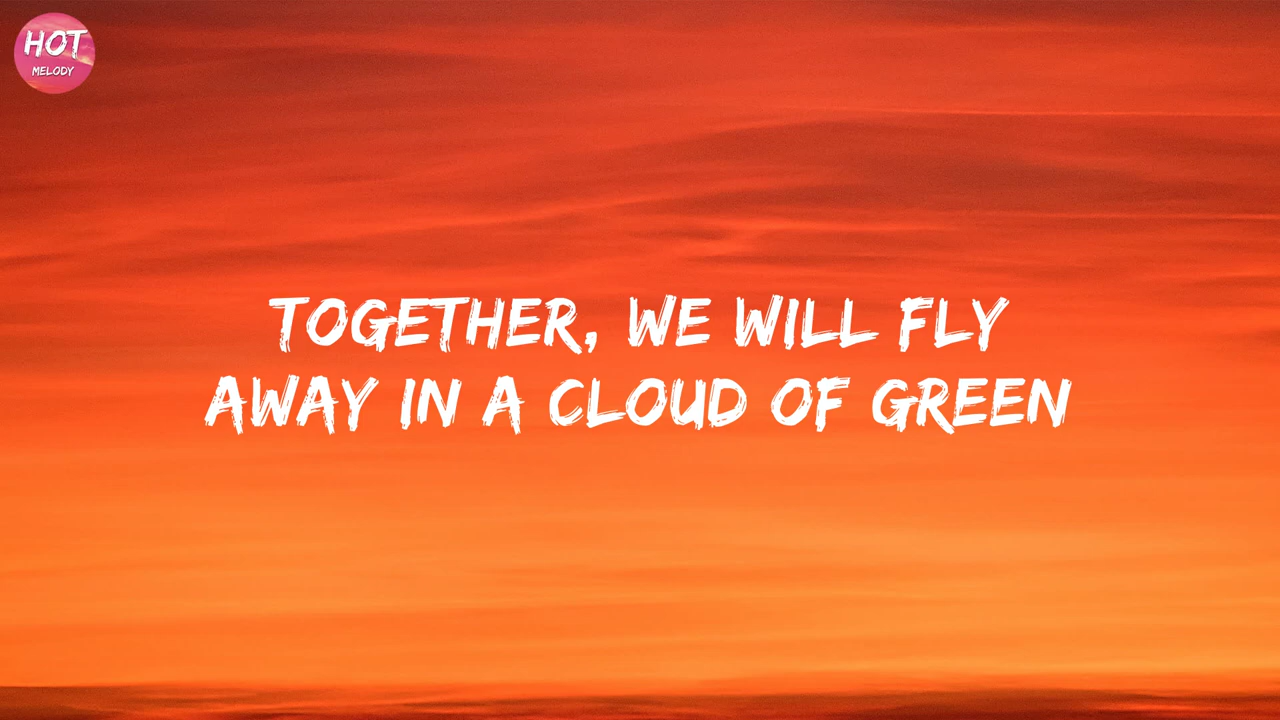 HOT
MELODY
TOGETHER, WE WILL FLY
AWAY IN A CLOUD OF GREEN